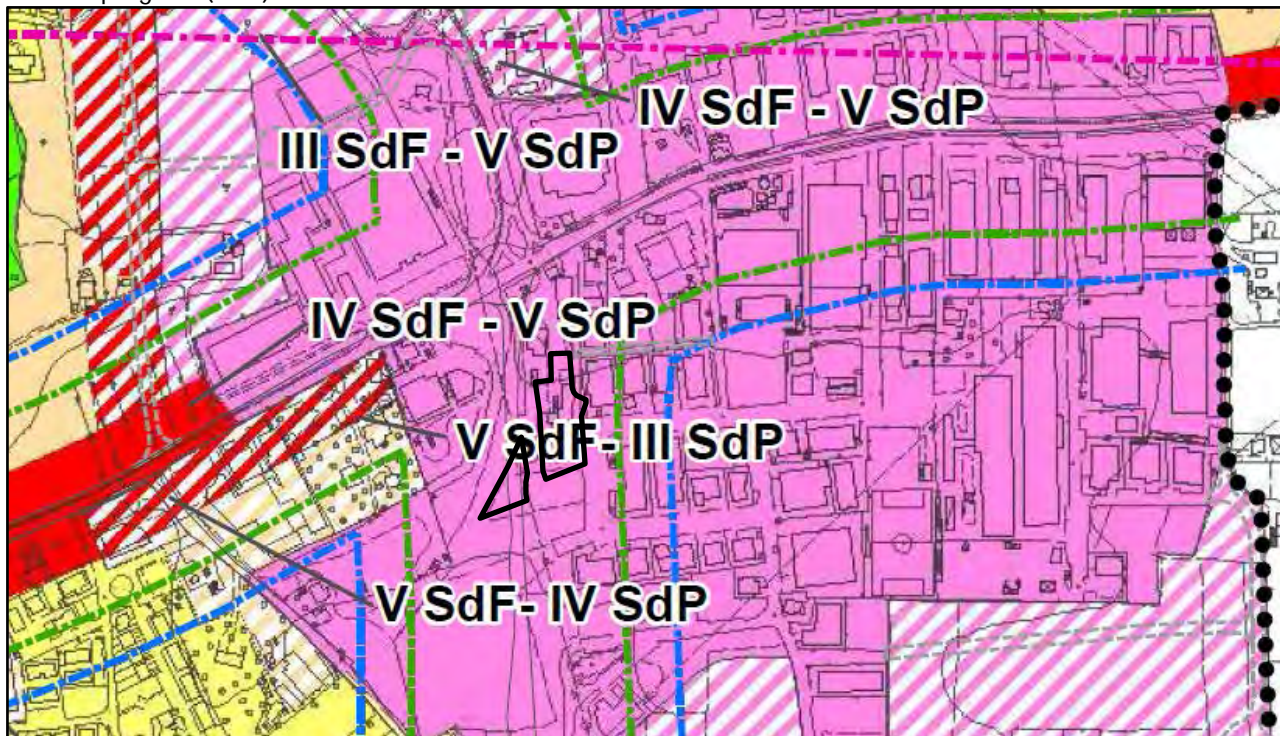 IV SdF - V SdP
III SdF - V SdP
IV SdF - V SdP
V SdF- III SdP
V SdF- IV SdP